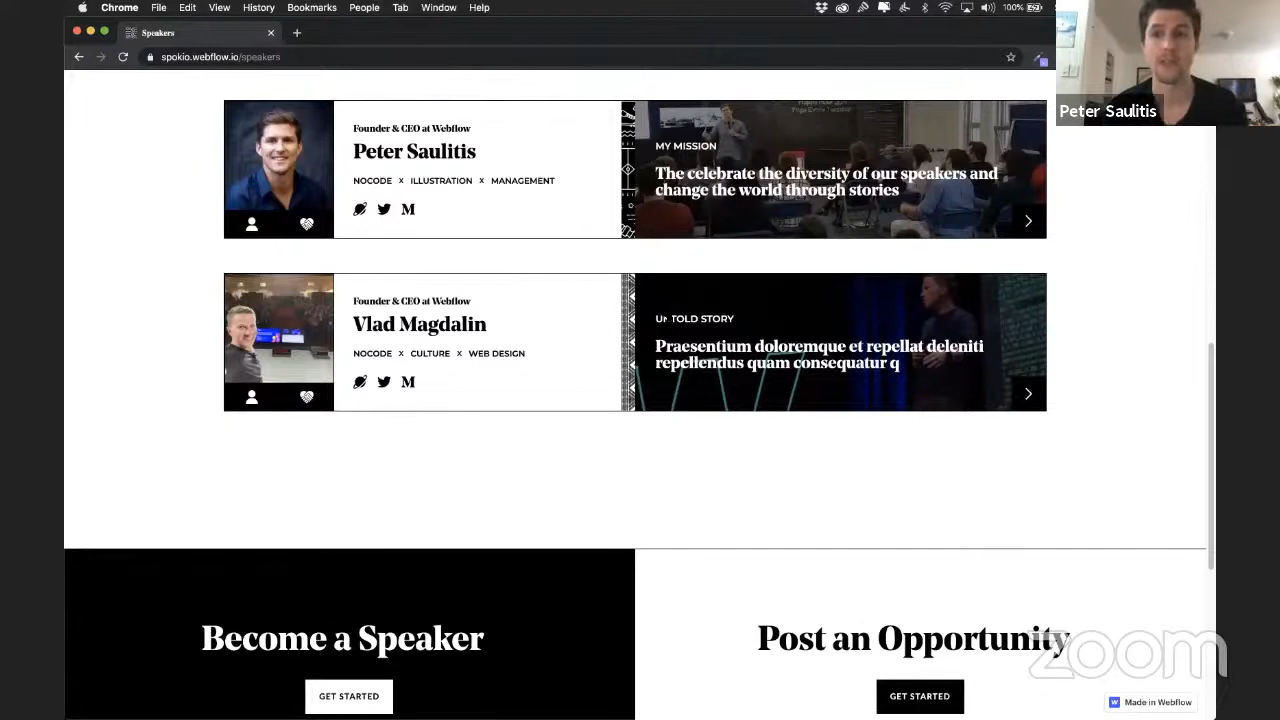 Chrome File Edit View History Bookmarks People Tab Window Help 100%
Speakers
spokio.webflow.io/speakers
Peter Saulitis
Founder & CEO at Webflow
Peter Saulitis
NOCODE x ILLUSTRATION x MANAGEMENT
M
MY MISSION
The celebrate the diversity of our speakers and
change the world through stories
Founder & CEO at Webflow
Vlad Magdalin
NOCODE x CULTURE x WEB DESIGN
M
UNTOLD STORY
Praesentium doloremque et repellat deleniti
repellendus quam consequatur q
Become a Speaker
GET STARTED
Post an Opportunity
GET STARTED
zoom
W Made in Webflow